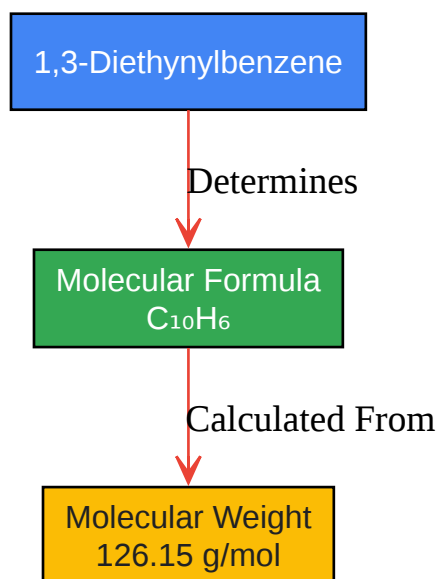 1,3-Diethynylbenzene
Determines
Molecular Formula
C₁₀H₆
Calculated From
Molecular Weight
126.15 g/mol